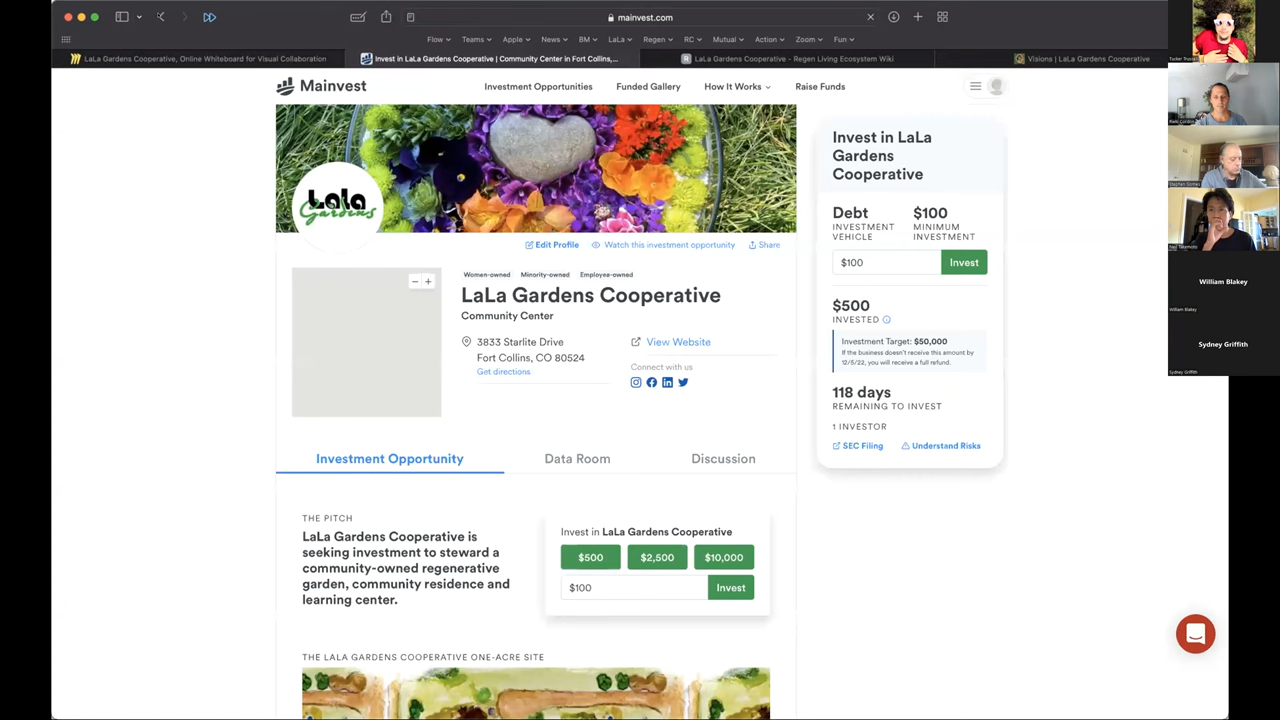 mainvest.com
Flow
Teams
Apple
News
BM
LaLa
Regen
RC
Mutual
Action
Zoom
Fun
LaLa Gardens Cooperative, Online Whiteboard for Visual Collaboration
Invest in LaLa Gardens Cooperative | Community Center in Fort Collins,...
LaLa Gardens Cooperative - Regen Living Ecosystem Wiki
Visions | LaLa Gardens Cooperative
Mainvest
Investment Opportunities
Funded Gallery
How It Works
Raise Funds
LaLa
Gardens
Edit Profile
Watch this investment opportunity
Share
Women-owned
Minority-owned
Employee-owned
LaLa Gardens Cooperative
Community Center
3833 Starlite Drive
Fort Collins, CO 80524
Get directions
View Website
Connect with us
Investment Opportunity
Data Room
Discussion
THE PITCH
LaLa Gardens Cooperative is
seeking investment to steward a
community-owned regenerative
garden, community residence and
learning center.
Invest in LaLa Gardens Cooperative
$500
$2,500
$10,000
$100
Invest
THE LALA GARDENS COOPERATIVE ONE-ACRE SITE
Invest in LaLa
Gardens
Cooperative
Debt
INVESTMENT
VEHICLE
$100
MINIMUM
INVESTMENT
$100
Invest
$500
INVESTED
Investment Target: $50,000
If the business doesn't receive this amount by
12/5/22, you will receive a full refund.
118 days
REMAINING TO INVEST
1 INVESTOR
SEC Filing
Understand Risks
Stephen Gomes
Neil Takemoto
William Blakey
William Blakey
Sydney Griffith
Sydney Griffith